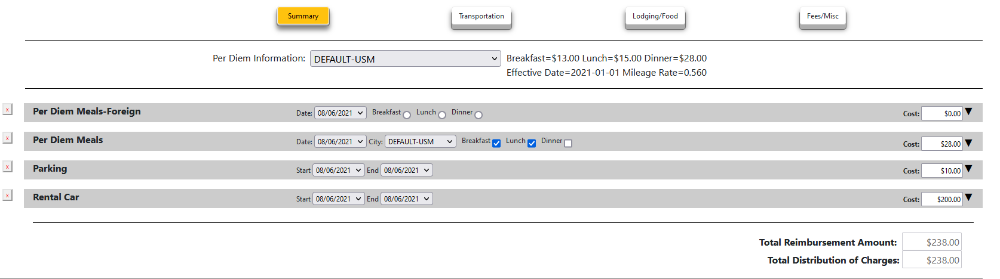 Summary Transportation Lodging/Food Fees/Misc
Per Diem Information: DEFAULT-USM Breakfast=$13.00 Lunch=$15.00 Dinner=$28.00
Effective Date=2021-01-01 Mileage Rate=0.560
x Per Diem Meals-Foreign Date: 08/06/2021 Breakfast Lunch Dinner Cost: $0.00
x Per Diem Meals Date: 08/06/2021 City: DEFAULT-USM Breakfast Lunch Dinner Cost: $28.00
x Parking Start 08/06/2021 End 08/06/2021 Cost: $10.00
x Rental Car Start 08/06/2021 End 08/06/2021 Cost: $200.00
Total Reimbursement Amount: $238.00
Total Distribution of Charges: $238.00